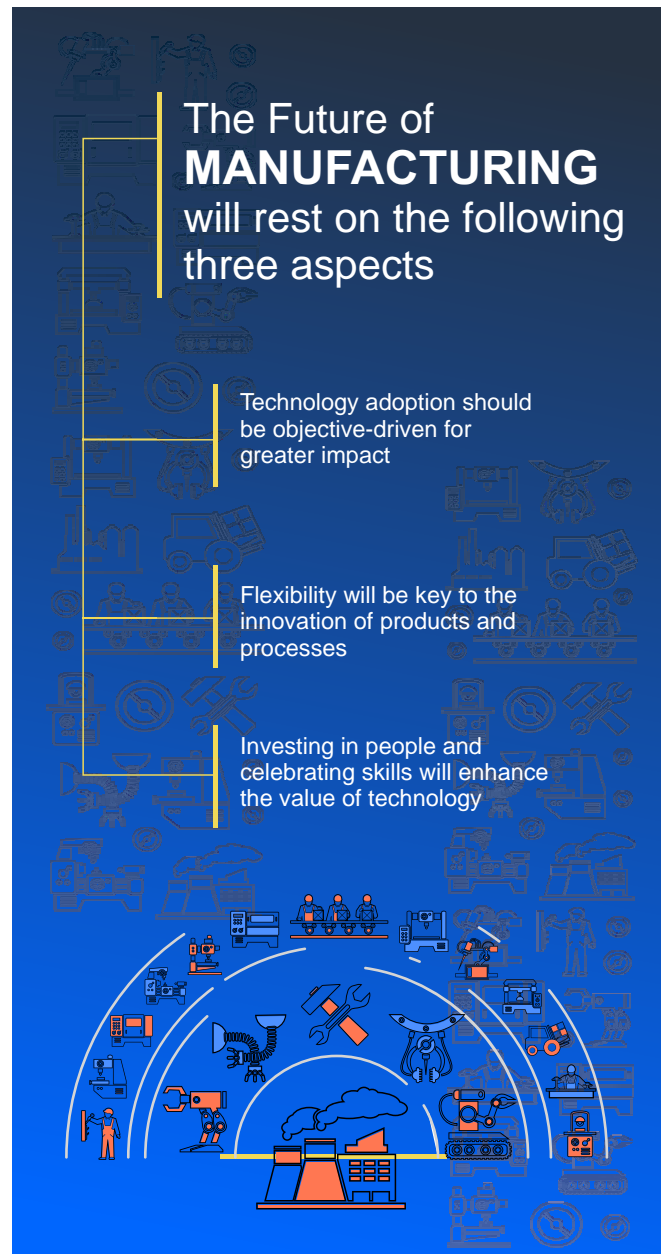 The Future of
MANUFACTURING
will rest on the following
three aspects
Technology adoption should
be objective-driven for
greater impact
Flexibility will be key to the
innovation of products and
processes
Investing in people and
celebrating skills will enhance
the value of technology